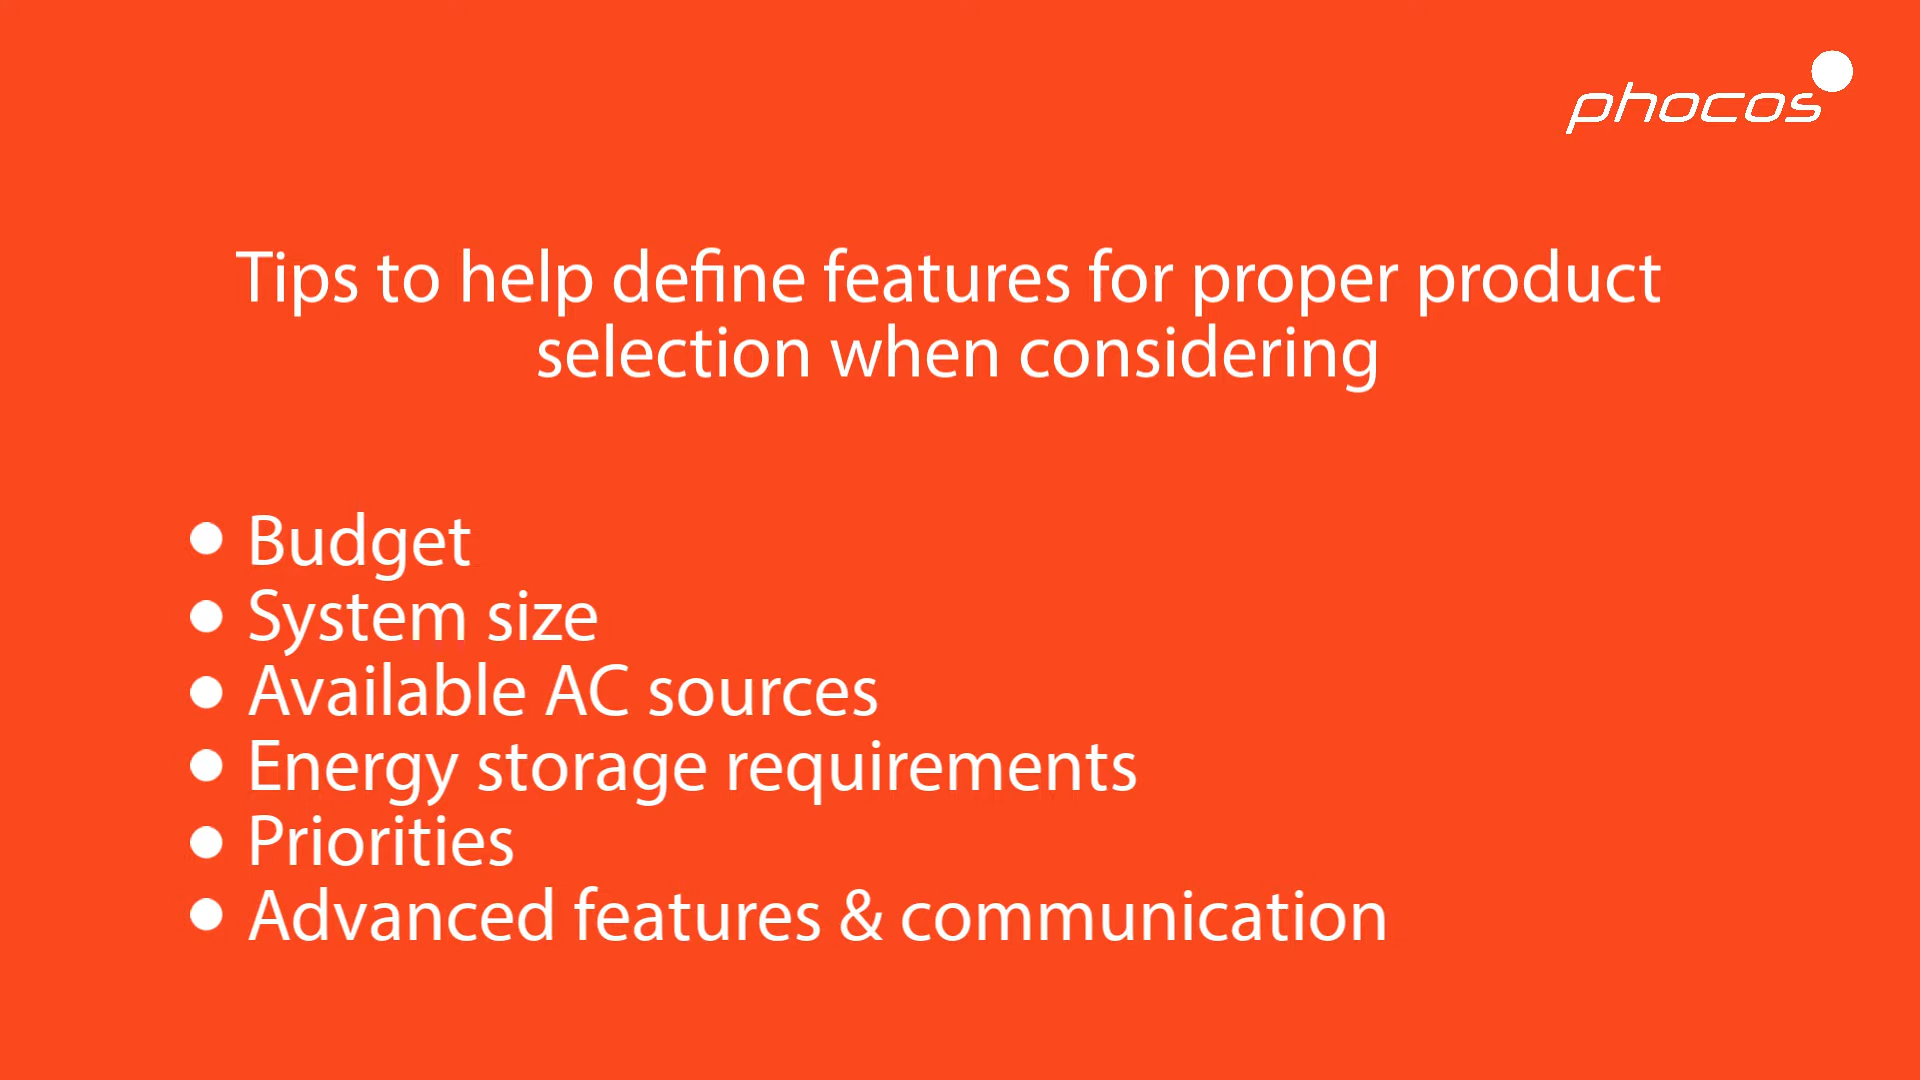 phocos
Tips to help define features for proper product
selection when considering
• Budget
• System size
• Available AC sources
• Energy storage requirements
• Priorities
• Advanced features & communication